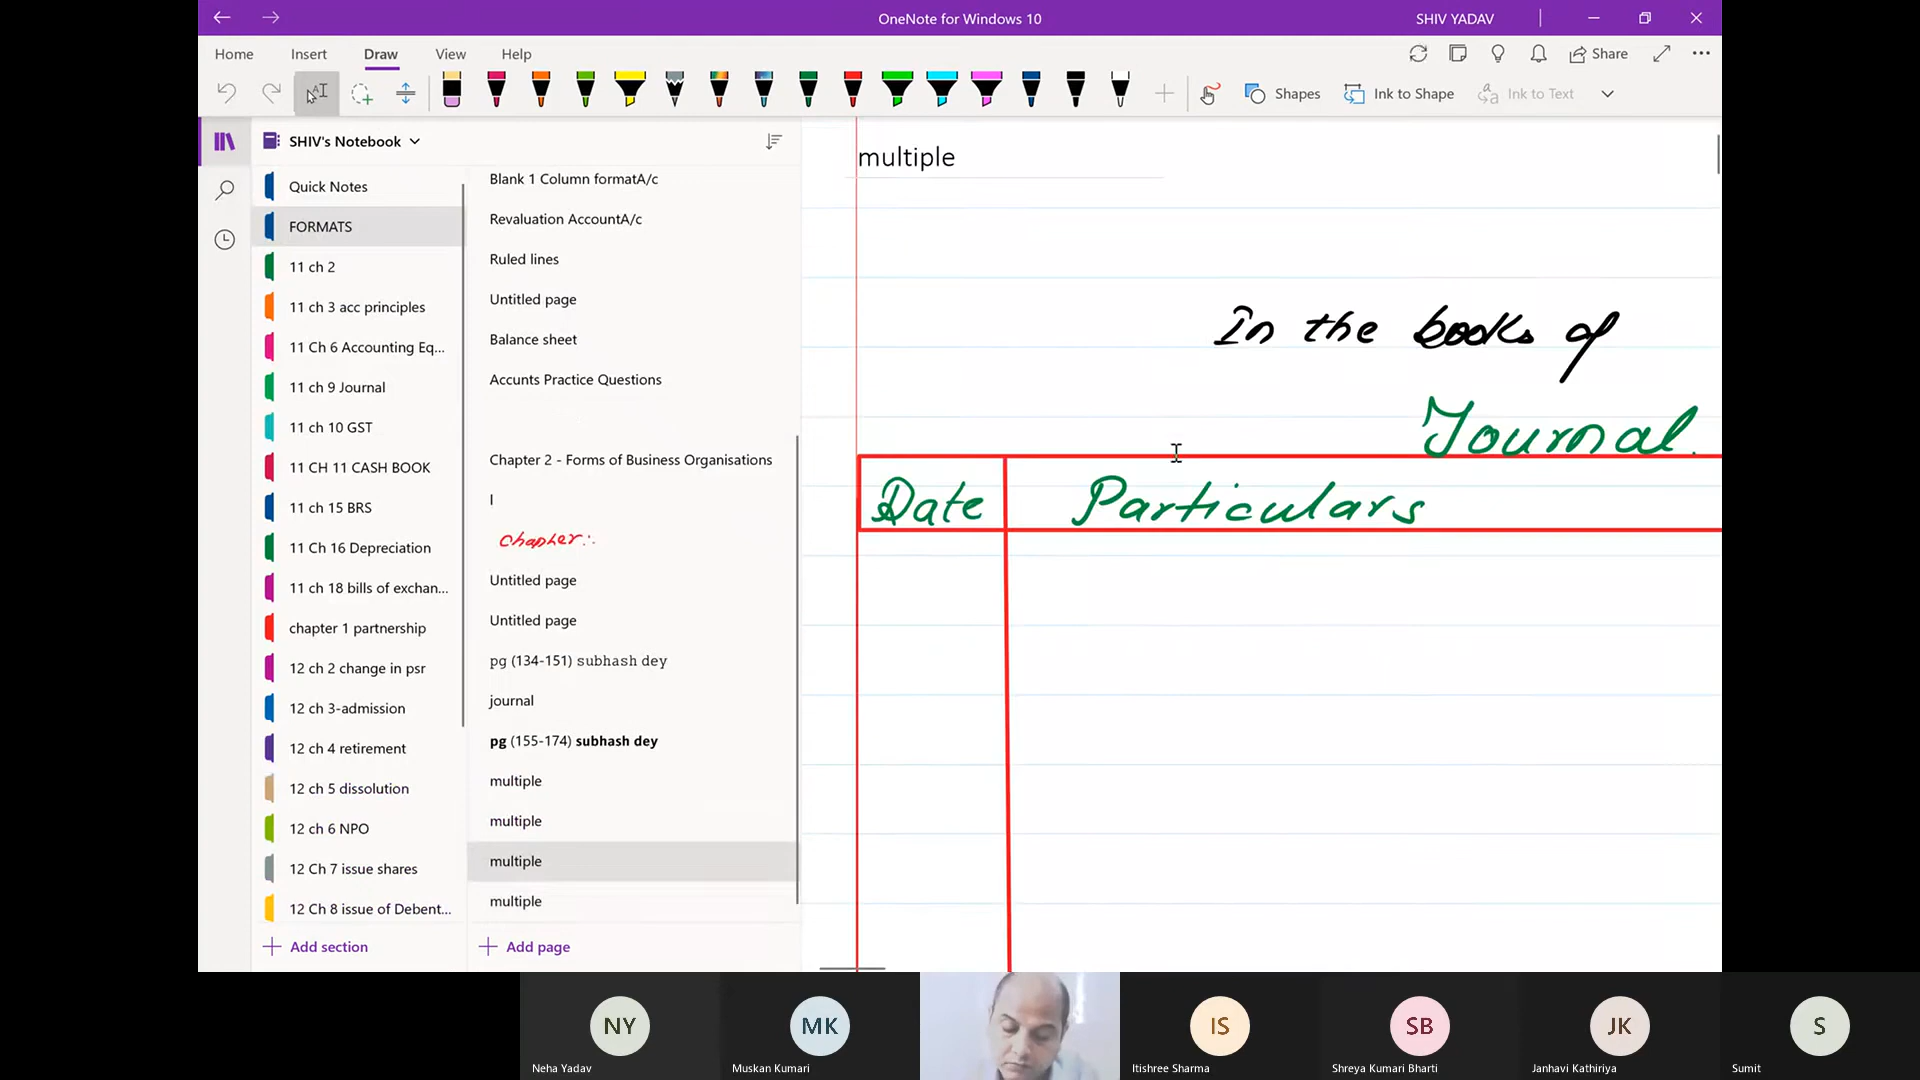 OneNote for Windows 10
SHIV YADAV
Home
Insert
Draw
View
Help
Share
Shapes
Ink to Shape
Ink to Text
SHIV's Notebook
Quick Notes
FORMATS
11 ch 2
11 ch 3 acc principles
11 Ch 6 Accounting Eq...
11 ch 9 Journal
11 ch 10 GST
11 CH 11 CASH BOOK
11 ch 15 BRS
11 Ch 16 Depreciation
11 ch 18 bills of exchan...
chapter 1 partnership
12 ch 2 change in psr
12 ch 3-admission
12 ch 4 retirement
12 ch 5 dissolution
12 ch 6 NPO
12 Ch 7 issue shares
12 Ch 8 issue of Debent...
Add section
Blank 1 Column formatA/c
Revaluation AccountA/c
Ruled lines
Untitled page
Balance sheet
Accunts Practice Questions
Chapter 2 - Forms of Business Organisations
I
Chapter:-
Untitled page
Untitled page
pg (134-151) subhash dey
journal
pg (155-174) subhash dey
multiple
multiple
multiple
multiple
Add page
multiple
In the books of
Journal.
Date Particulars
NY
MK
IS
SB
JK
S
Neha Yadav
Muskan Kumari
Itishree Sharma
Shreya Kumari Bharti
Janhavi Kathiriya
Sumit